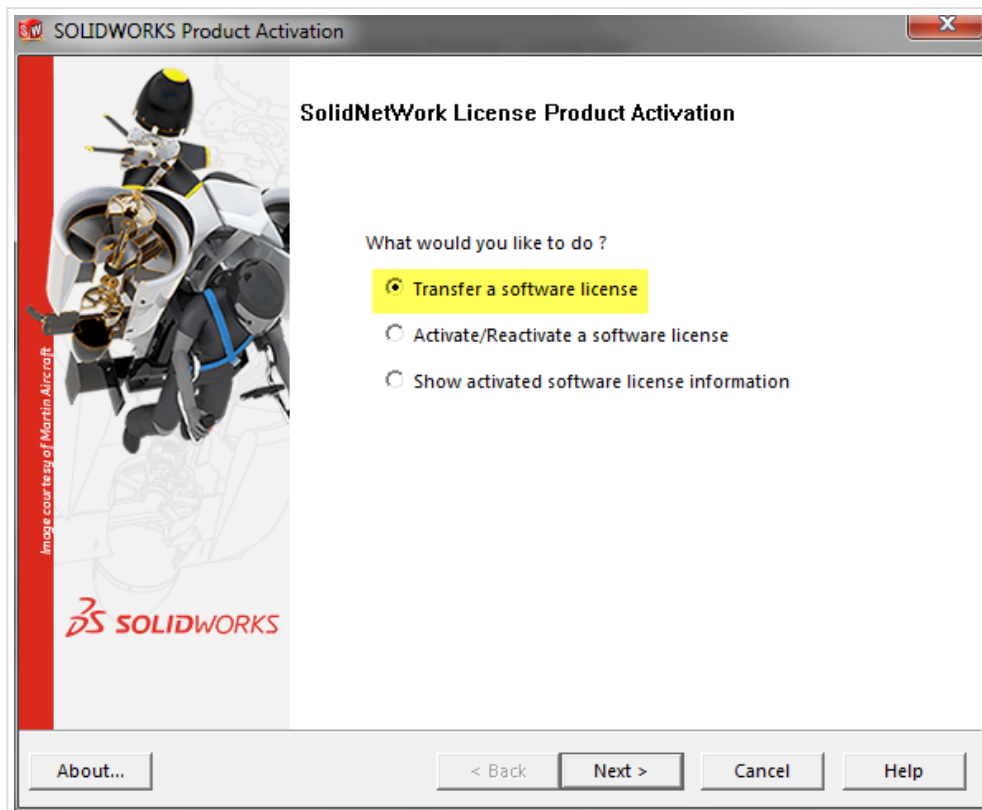 SOLIDWORKS Product Activation
SolidNetWork License Product Activation
What would you like to do ?
Transfer a software license
Activate/Reactivate a software license
Show activated software license information
Image courtesy of Martin Aircraft
SOLIDWORKS
About...
< Back
Next >
Cancel
Help